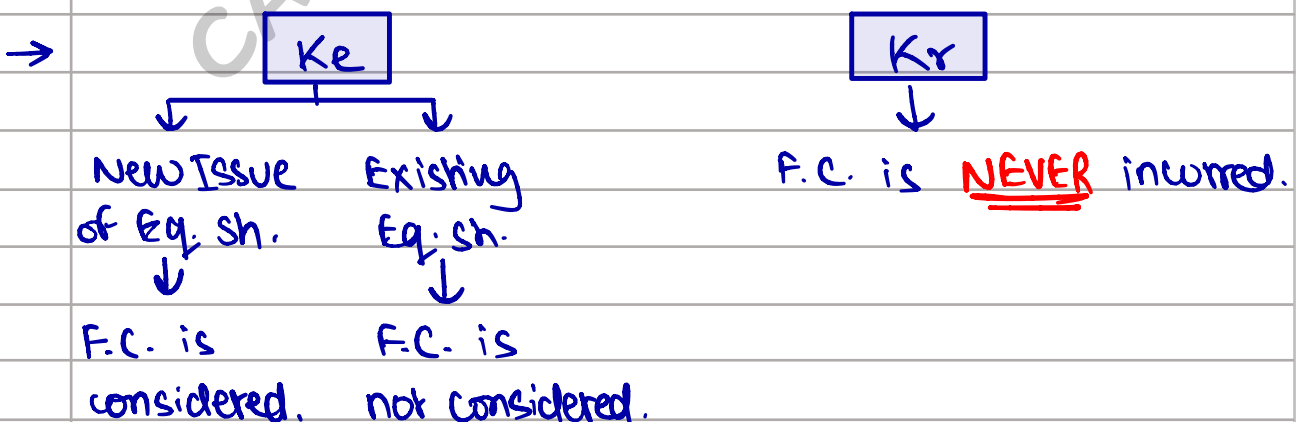 → Ke
New Issue
of Eq. sh.
↓
F.C. is
considered.
Existing
Eq. sh.
↓
F.C. is
not considered.
Kr
↓
F.C. is NEVER incurred.